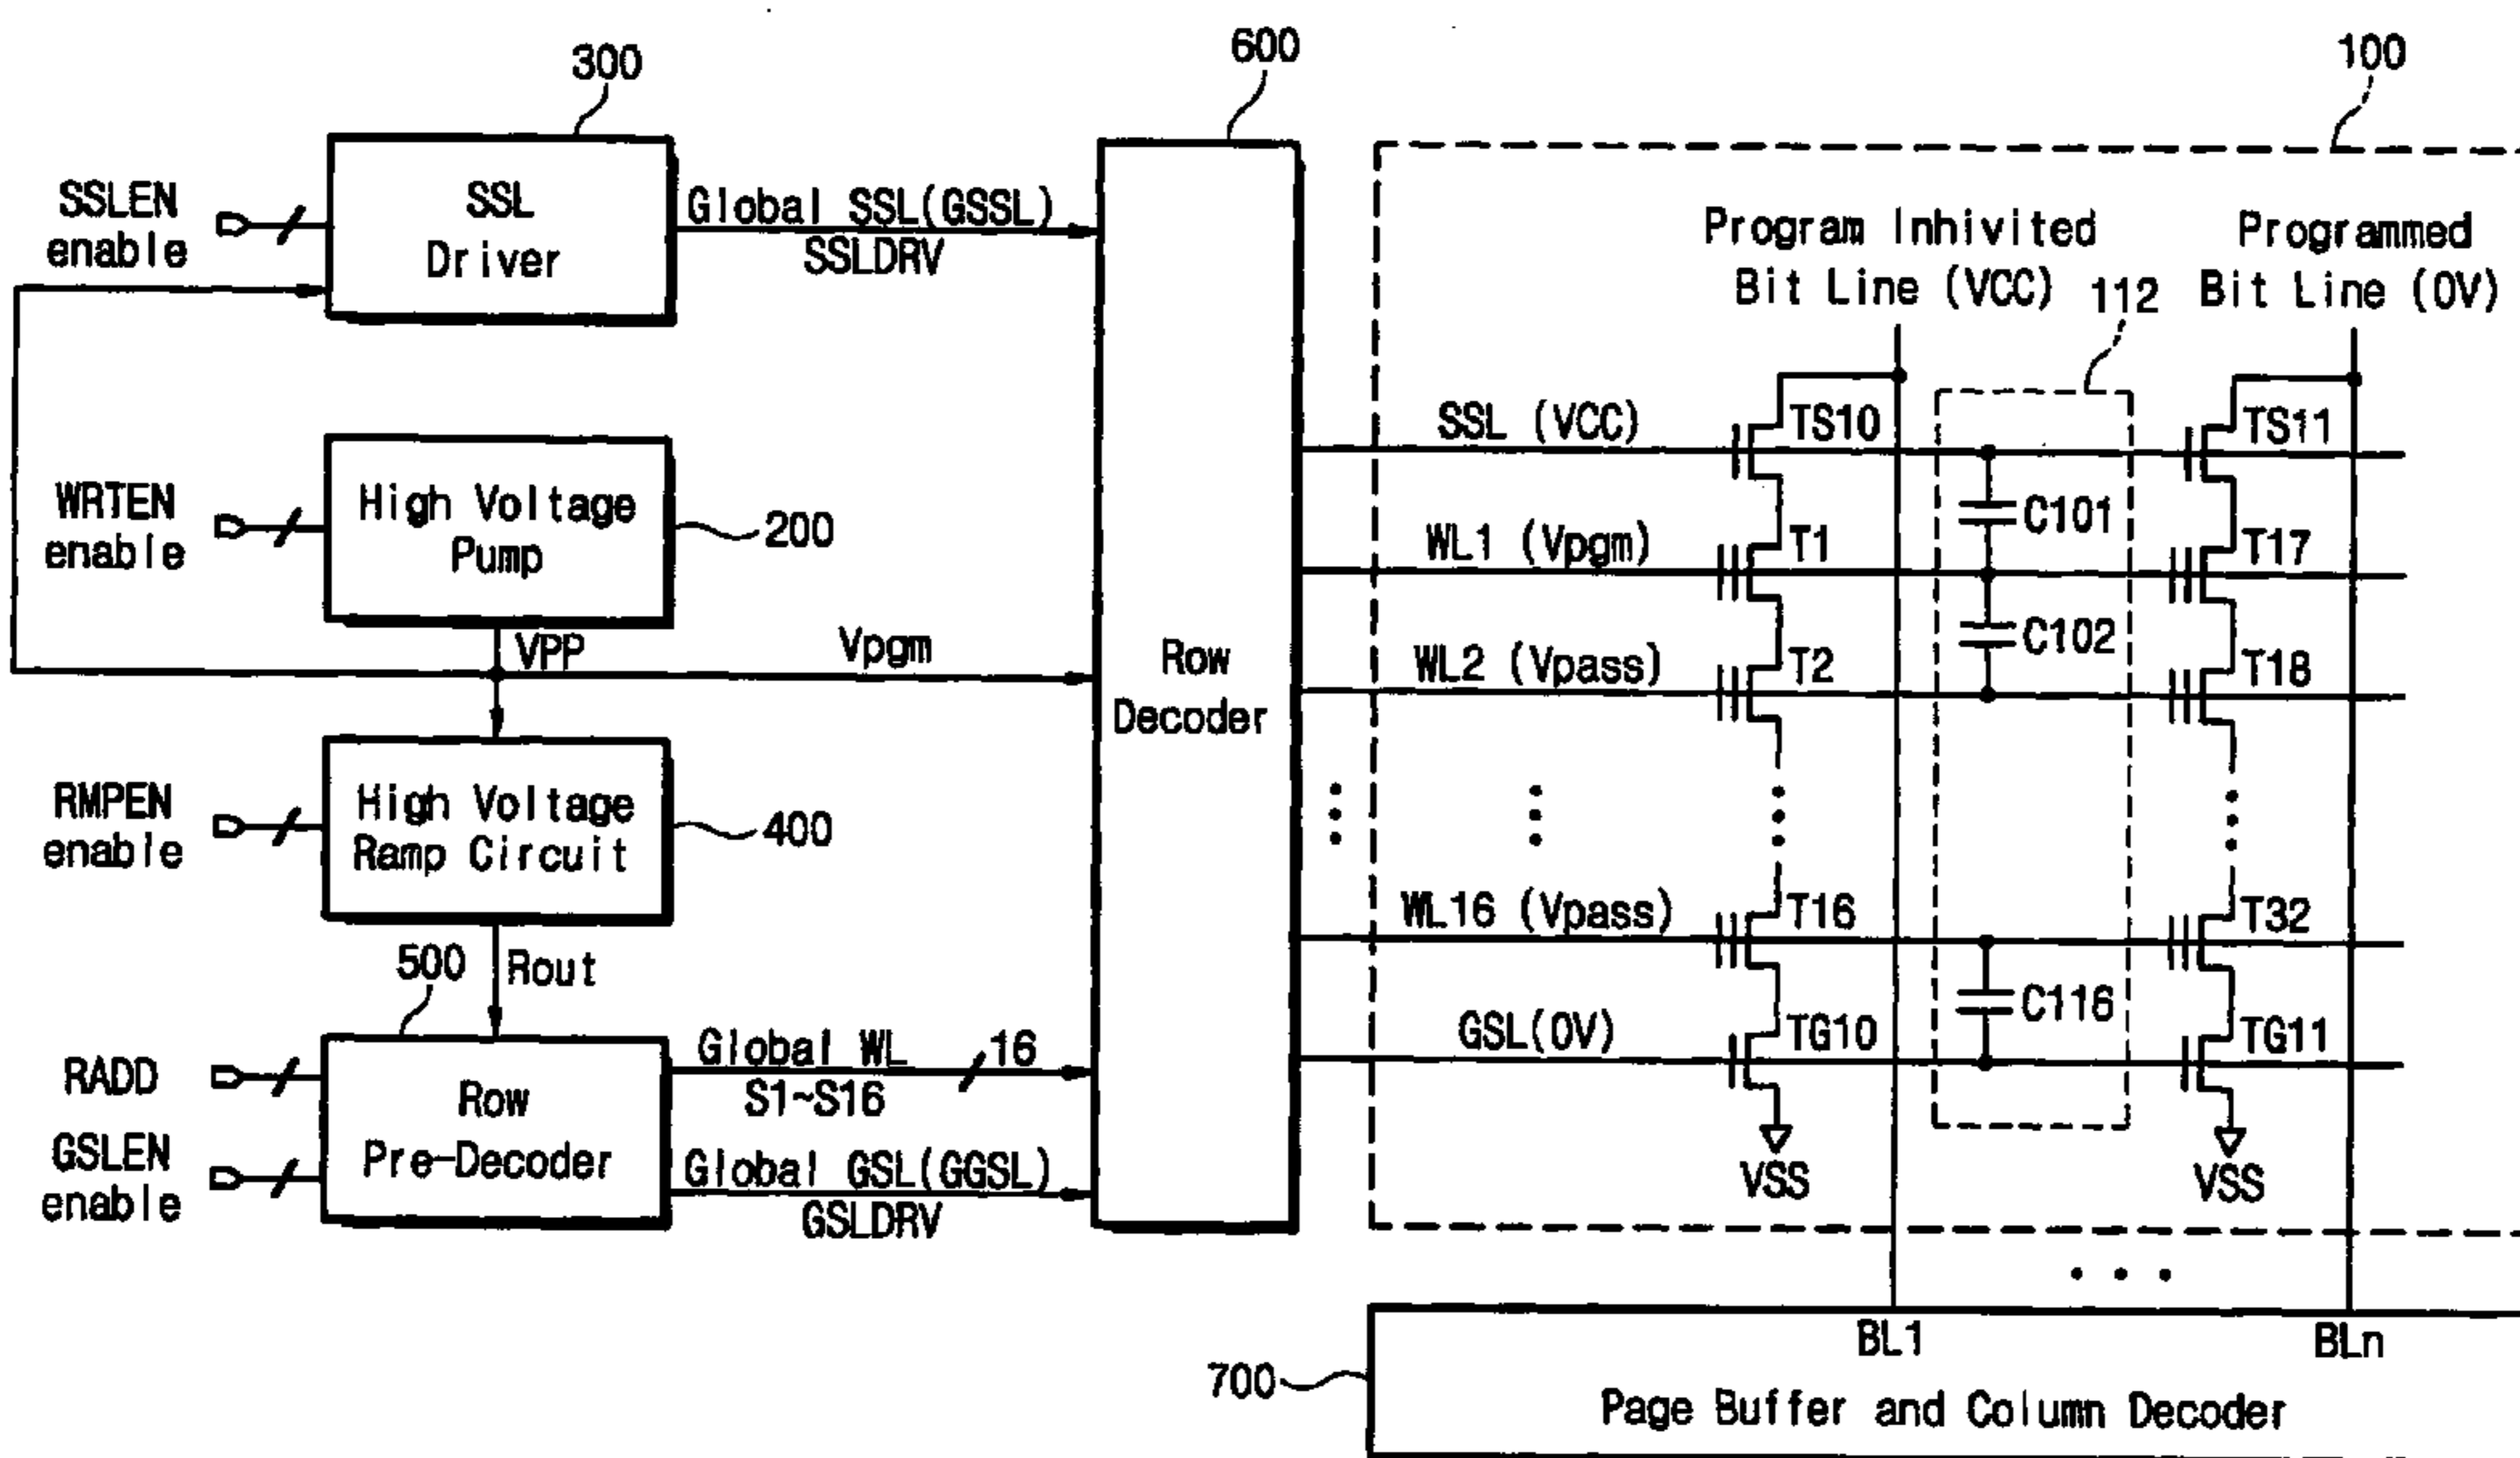 300
600
100
SSLEN
enable
SSL
Driver
Global SSL(GSSL)
SSLDRV
Program Inhivited
Bit Line (VCC)
Programmed
Bit Line (0V)
112
SSL (VCC)
TS10
TS11
WRTEN
enable
High Voltage
Pump
200
C101
WL1 (Vpgm)
T1
T17
VPP
Vpgm
C102
WL2 (Vpass)
T2
T18
Row
Decoder
RMPEN
enable
High Voltage
Ramp Circuit
400
WL16 (Vpass)
T16
T32
500
Rout
C116
RADD
GSLEN
enable
Row
Pre-Decoder
Global WL
16
S1~S16
Global GSL(GGSL)
GSLDRV
GSL(0V)
TG10
TG11
VSS
VSS
BL1
BLn
700
Page Buffer and Column Decoder